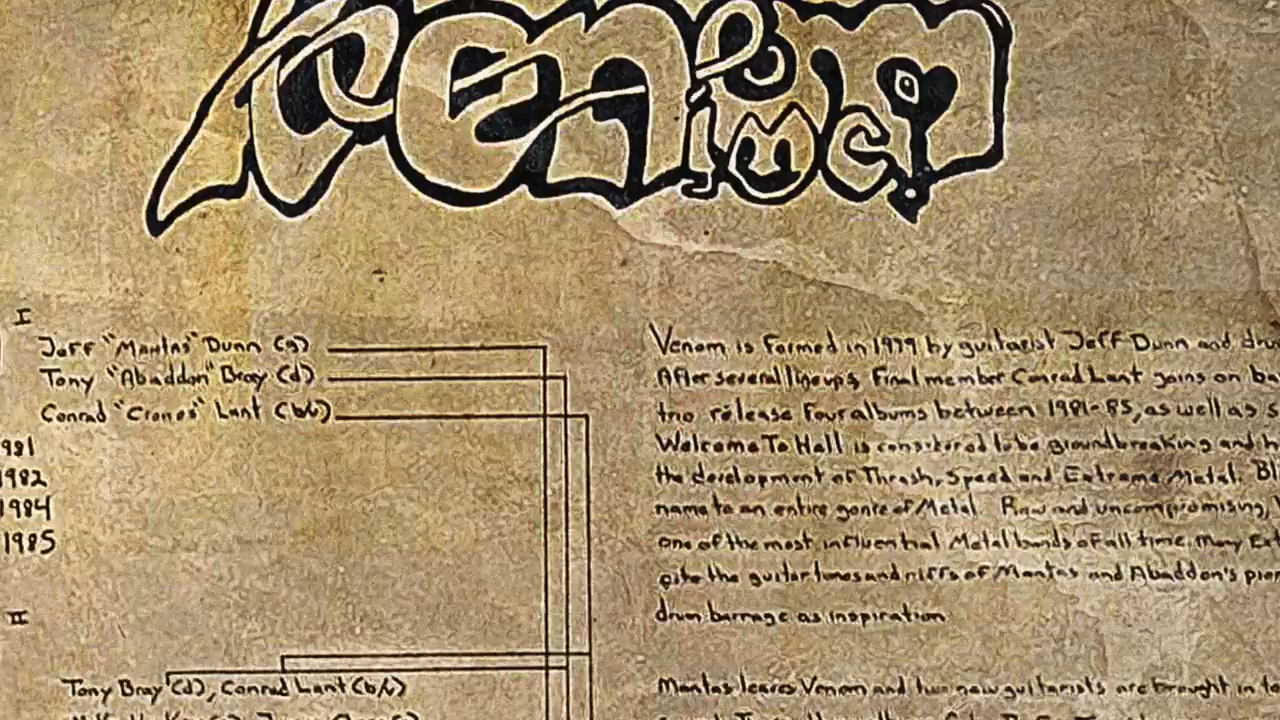 Venom inc.
I
Jeff "Mantas" Dunn (g)
Tony "Abaddon" Bray (d)
Conrad "Cronos" Lant (b/v)
1981
1982
1984
1985
Venom is formed in 1979 by guitarist Jeff Dunn and
After several lineups, final member Conrad Lant joins on
trio release four albums between 1981-85, as well as
Welcome To Hell is considered to be groundbreaking and
the development of Thrash, Speed and Extreme Metal.
name to an entire genre of Metal. Raw and uncompromising,
one of the most influential Metal bands of all time. Many
cite the guitar tones and riffs of Mantas and Abaddon's
drum barrage as inspiration
II
Tony Bray (d), Conrad Lant (b/v)
Mantas leaves Venom and two new guitarists are brought in